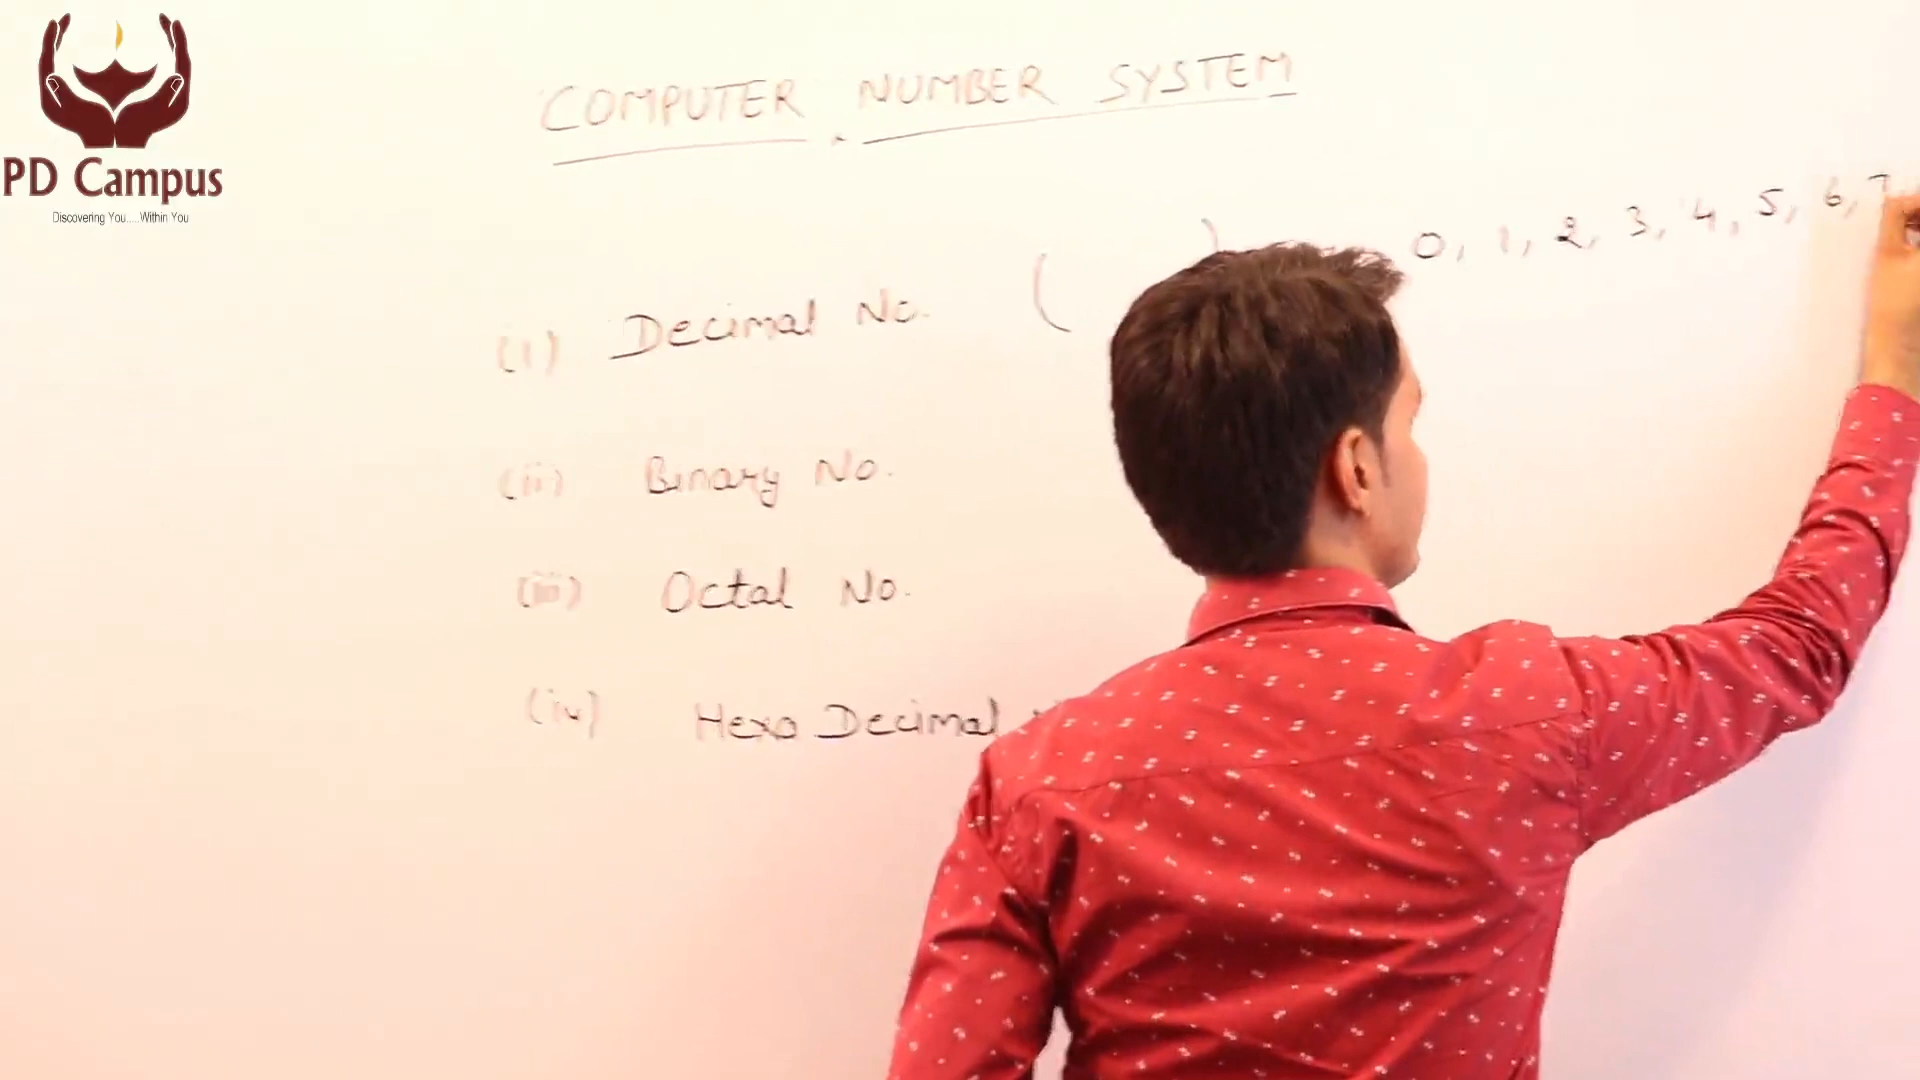 PD Campus
Discovering You.....Within You
COMPUTER NUMBER SYSTEM
(i) Decimal No. ( ) 0, 1, 2, 3, 4, 5, 6, 7
(ii) Binary No.
(iii) Octal No.
(iv) Hexa Decimal